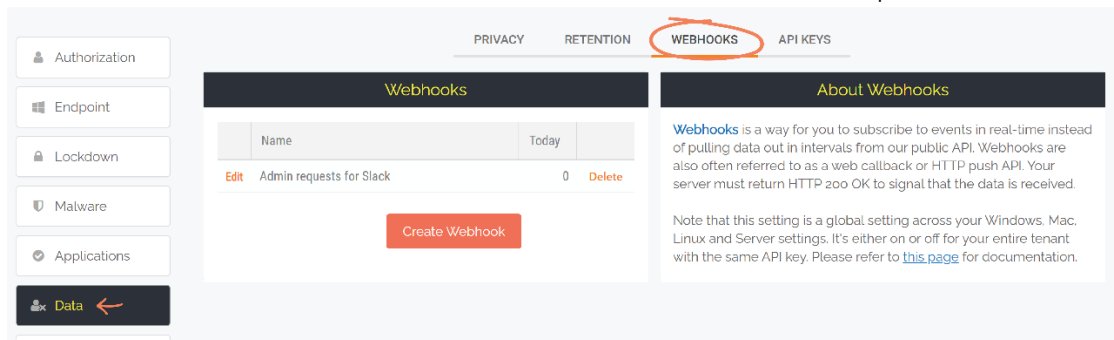 PRIVACY RETENTION WEBHOOKS API KEYS
Authorization
Endpoint
Lockdown
Malware
Applications
Data
Webhooks
Name Today
Edit Admin requests for Slack 0 Delete
Create Webhook
About Webhooks
Webhooks is a way for you to subscribe to events in real-time instead
of pulling data out in intervals from our public API. Webhooks are
also often referred to as a web callback or HTTP push API. Your
server must return HTTP 200 OK to signal that the data is received.
Note that this setting is a global setting across your Windows, Mac,
Linux and Server settings. It's either on or off for your entire tenant
with the same API key. Please refer to this page for documentation.